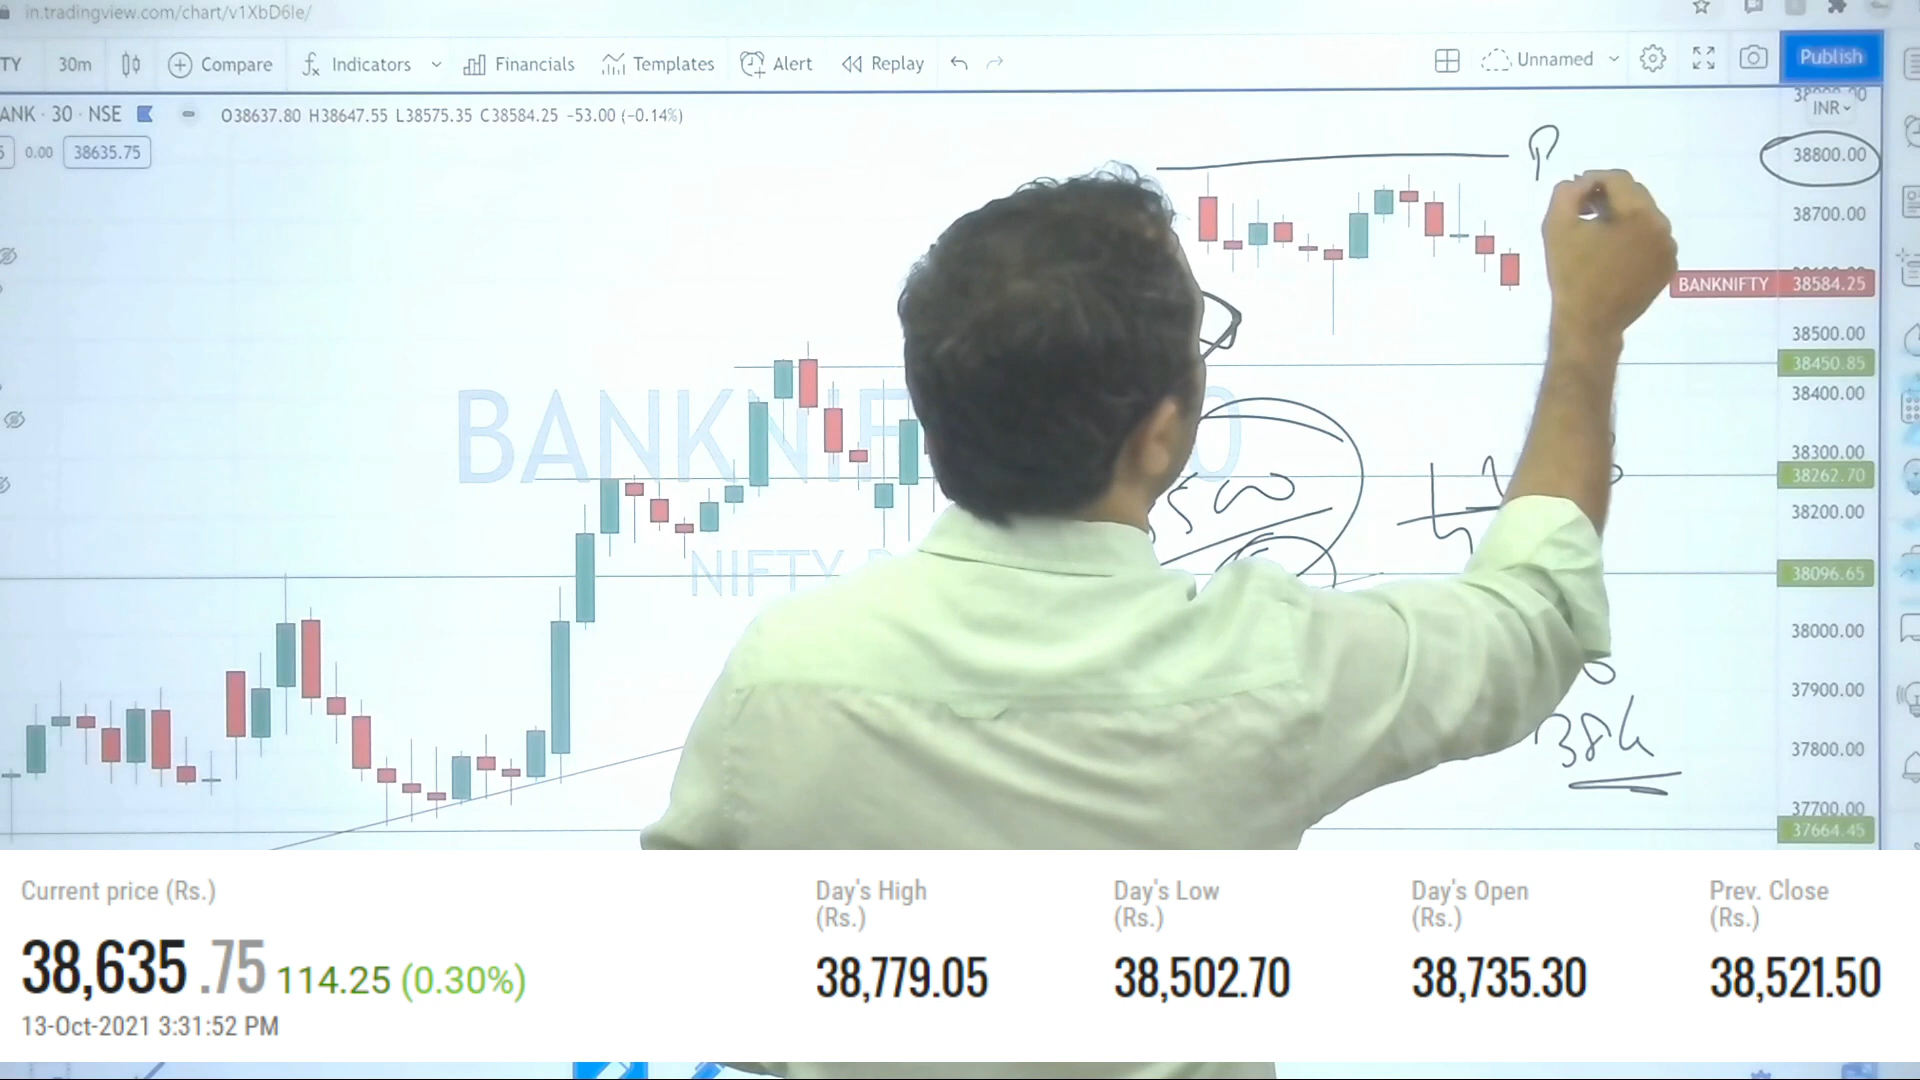 in.tradingview.com/chart/v1XbD6Ie/
TY 30m Compare Indicators Financials Templates Alert Replay Unnamed Publish
ANK · 30 · NSE O38637.80 H38647.55 L38575.35 C38584.25 −53.00 (−0.14%)
INR
0.00 38635.75
P
38800.00
38700.00
BANKNIFTY 38584.25
38500.00
38450.85
38400.00
BANKN
38300.00
38262.70
500
38200.00
NIFTY
38096.65
38000.00
37900.00
38k
37800.00
37700.00
37664.45
Current price (Rs.) Day's High (Rs.) Day's Low (Rs.) Day's Open (Rs.) Prev. Close (Rs.)
38,635.75 114.25 (0.30%) 38,779.05 38,502.70 38,735.30 38,521.50
13-Oct-2021 3:31:52 PM